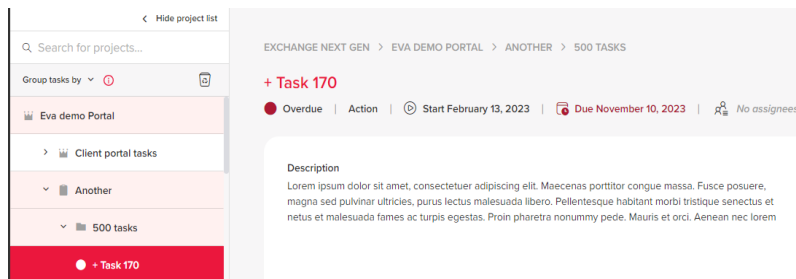 Hide project list
Search for projects...
Group tasks by
Eva demo Portal
Client portal tasks
Another
500 tasks
+ Task 170
EXCHANGE NEXT GEN > EVA DEMO PORTAL > ANOTHER > 500 TASKS
+ Task 170
Overdue | Action | Start February 13, 2023 | Due November 10, 2023 | No assignees
Description
Lorem ipsum dolor sit amet, consectetuer adipiscing elit. Maecenas porttitor congue massa. Fusce posuere,
magna sed pulvinar ultricies, purus lectus malesuada libero. Pellentesque habitant morbi tristique senectus et
netus et malesuada fames ac turpis egestas. Proin pharetra nonummy pede. Mauris et orci. Aenean nec lorem